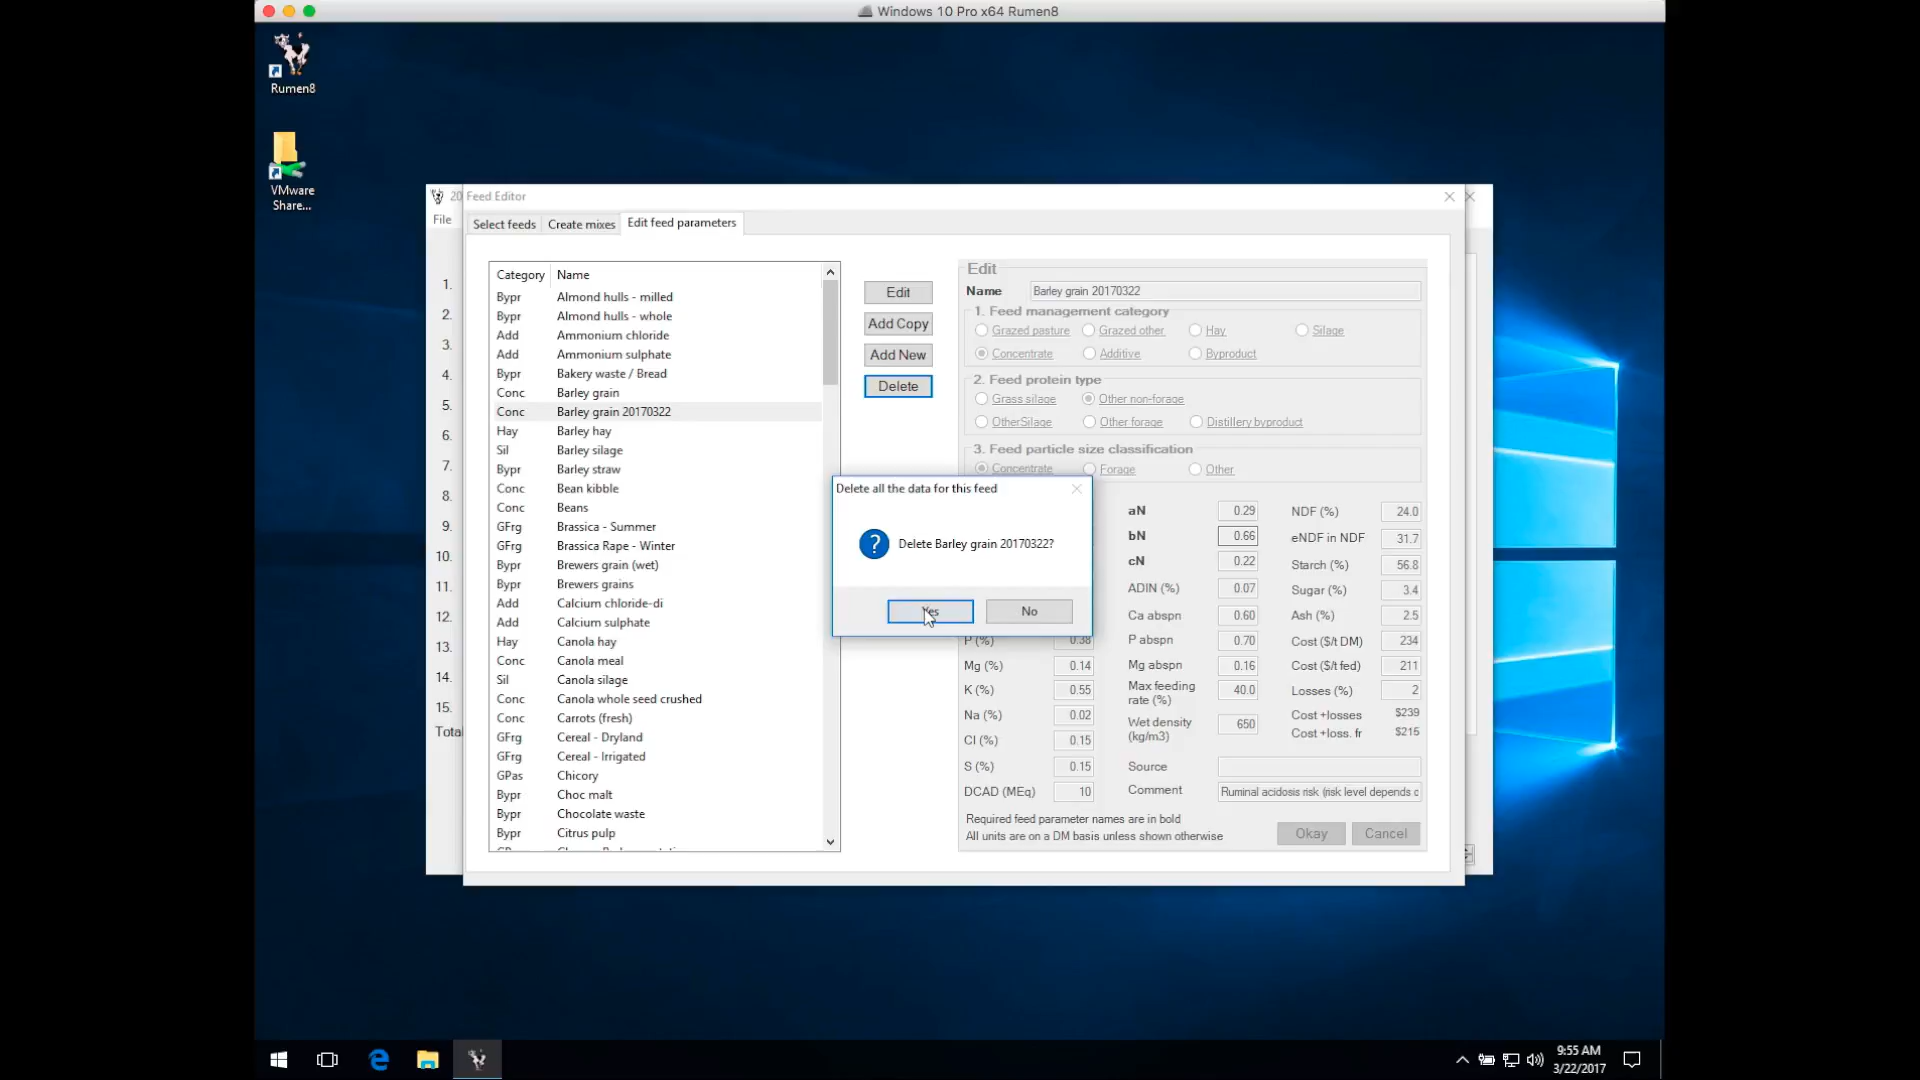 Windows 10 Pro x64 Rumen8
Rumen8
VMware
Share...
20
Feed Editor
File
Select feeds
Create mixes
Edit feed parameters
1.
2.
3.
4.
5.
6.
7.
8.
9.
10.
11.
12.
13.
14.
15.
Total
Category Name
Bypr Almond hulls - milled
Bypr Almond hulls - whole
Add Ammonium chloride
Add Ammonium sulphate
Bypr Bakery waste / Bread
Conc Barley grain
Conc Barley grain 20170322
Hay Barley hay
Sil Barley silage
Bypr Barley straw
Conc Bean kibble
Conc Beans
GFrg Brassica - Summer
GFrg Brassica Rape - Winter
Bypr Brewers grain (wet)
Bypr Brewers grains
Add Calcium chloride-di
Add Calcium sulphate
Hay Canola hay
Conc Canola meal
Sil Canola silage
Conc Canola whole seed crushed
Conc Carrots (fresh)
GFrg Cereal - Dryland
GFrg Cereal - Irrigated
GPas Chicory
Bypr Choc malt
Bypr Chocolate waste
Bypr Citrus pulp
Edit
Add Copy
Add New
Delete
Edit
Name Barley grain 20170322
1. Feed management category
Grazed pasture Grazed other Hay Silage
Concentrate Additive Byproduct
2. Feed protein type
Grass silage Other non-forage
OtherSilage Other forage Distillery byproduct
3. Feed particle size classification
Concentrate Forage Other
Delete all the data for this feed
Delete Barley grain 20170322?
Yes
No
aN 0.29 NDF (%) 24.0
bN 0.66 eNDF in NDF 31.7
cN 0.22 Starch (%) 56.8
ADIN (%) 0.07 Sugar (%) 3.4
Ca abspn 0.60 Ash (%) 2.5
P (%) 0.38 P abspn 0.70 Cost ($/t DM) 234
Mg (%) 0.14 Mg abspn 0.16 Cost ($/t fed) 211
K (%) 0.55 Max feeding rate (%) 40.0 Losses (%) 2
Na (%) 0.02 Wet density (kg/m3) 650 Cost +losses $239
Cost +loss. fr $215
Cl (%) 0.15
S (%) 0.15 Source
DCAD (MEq) 10 Comment Ruminal acidosis risk (risk level depends c
Required feed parameter names are in bold
All units are on a DM basis unless shown otherwise
Okay
Cancel
9:55 AM
3/22/2017